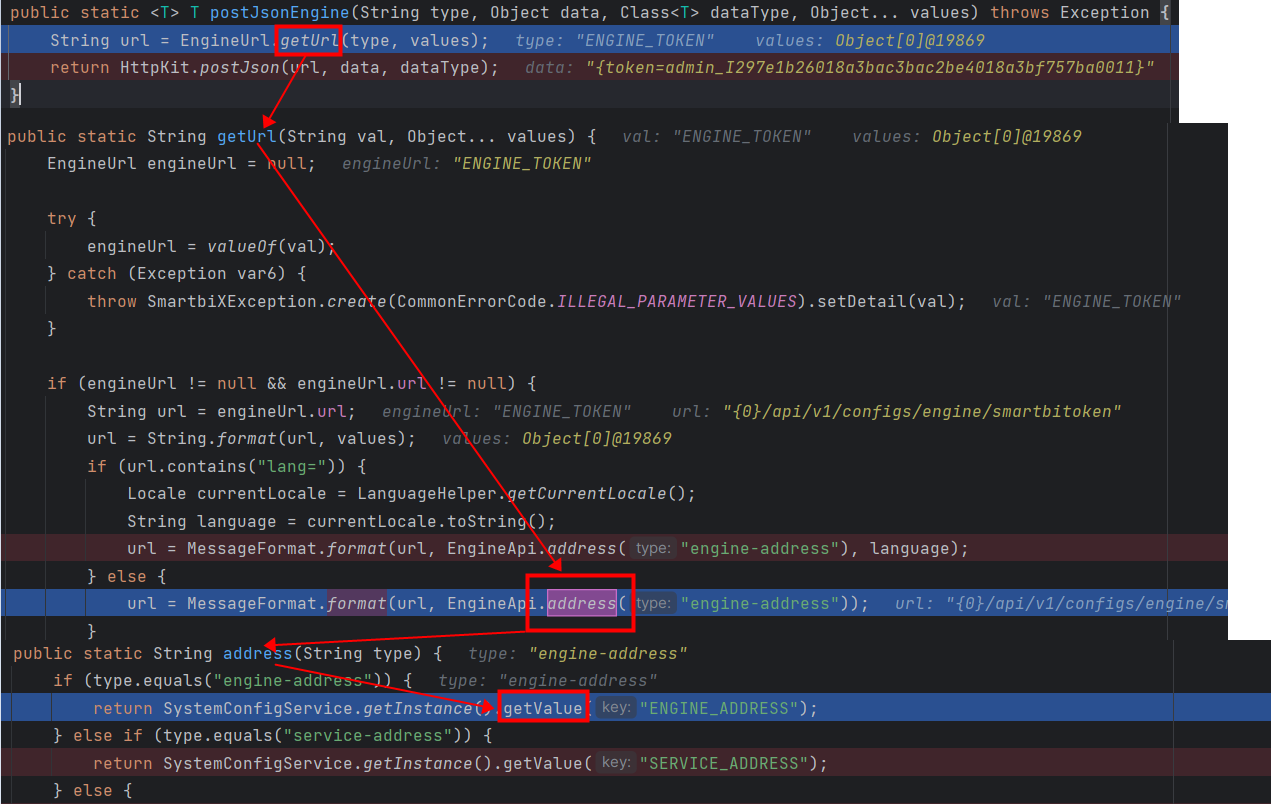 public static <T> T postJsonEngine(String type, Object data, Class<T> dataType, Object... values) throws Exception {
String url = EngineUrl.getUrl(type, values); type: "ENGINE_TOKEN" values: Object[0]@19869
return HttpKit.postJson(url, data, dataType); data: "{token=admin_I297e1b26018a3bac3bac2be4018a3bf757ba0011}"
}
public static String getUrl(String val, Object... values) { val: "ENGINE_TOKEN" values: Object[0]@19869
EngineUrl engineUrl = null; engineUrl: "ENGINE_TOKEN"
try {
engineUrl = valueOf(val);
} catch (Exception var6) {
throw SmartbiXException.create(CommonErrorCode.ILLEGAL_PARAMETER_VALUES).setDetail(val); val: "ENGINE_TOKEN"
}
if (engineUrl != null && engineUrl.url != null) {
String url = engineUrl.url; engineUrl: "ENGINE_TOKEN" url: "{0}/api/v1/configs/engine/smartbitoken"
url = String.format(url, values); values: Object[0]@19869
if (url.contains("lang=")) {
Locale currentLocale = LanguageHelper.getCurrentLocale();
String language = currentLocale.toString();
url = MessageFormat.format(url, EngineApi.address( type: "engine-address"), language);
} else {
url = MessageFormat.format(url, EngineApi.address( type: "engine-address")); url: "{0}/api/v1/configs/engine/sm
}
public static String address(String type) { type: "engine-address"
if (type.equals("engine-address")) { type: "engine-address"
return SystemConfigService.getInstance().getValue( key: "ENGINE_ADDRESS");
} else if (type.equals("service-address")) {
return SystemConfigService.getInstance().getValue( key: "SERVICE_ADDRESS");
} else {